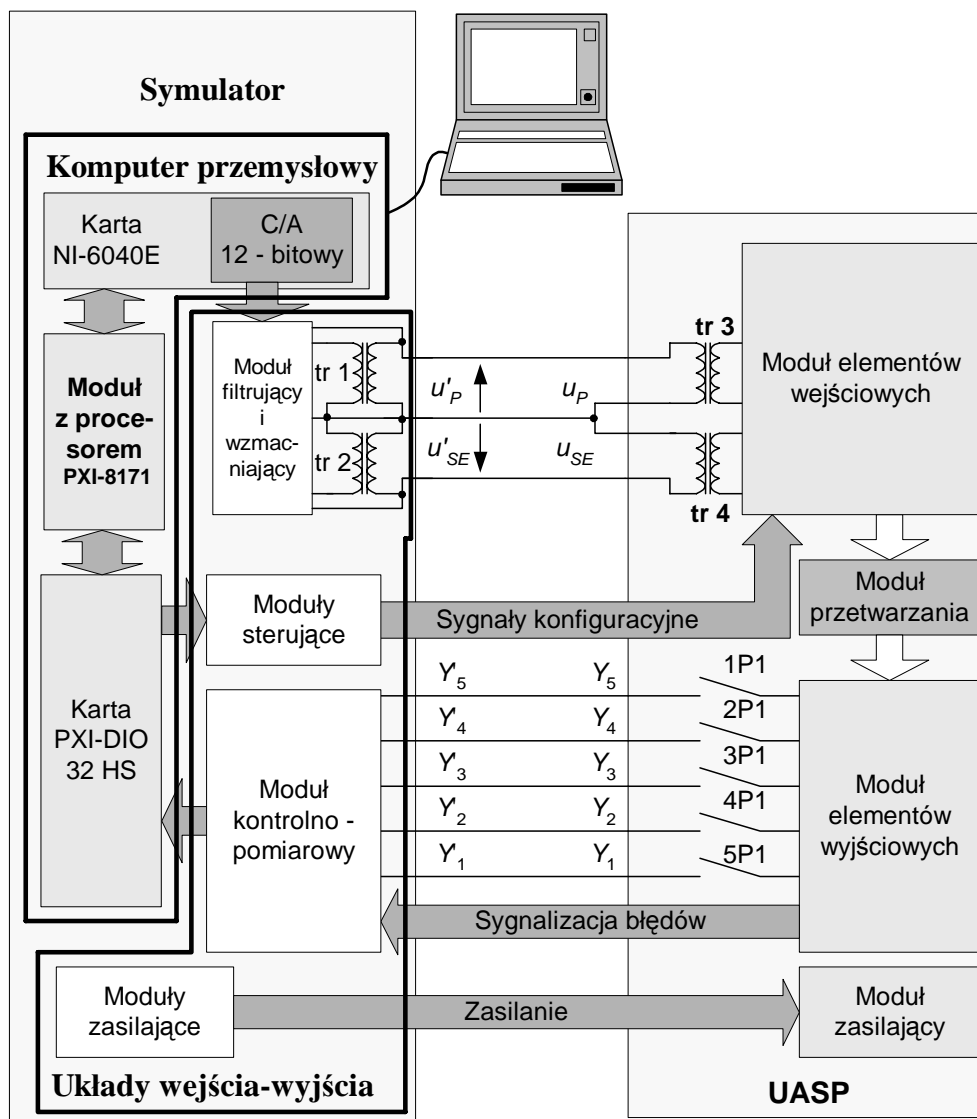 Symulator
Komputer przemysłowy
Karta
NI-6040E
C/A
12 - bitowy
Moduł
z proce-
sorem
PXI-8171
Moduł
filtrujący
i
wzmac-
niający
tr 1
tr 2
u'P
u'SE
uP
uSE
tr 3
tr 4
Moduł elementów
wejściowych
Moduł
przetwarzania
Moduły
sterujące
Sygnały konfiguracyjne
Karta
PXI-DIO
32 HS
Moduł
kontrolno -
pomiarowy
Y'5 Y5 1P1
Y'4 Y4 2P1
Y'3 Y3 3P1
Y'2 Y2 4P1
Y'1 Y1 5P1
Moduł
elementów
wyjściowych
Sygnalizacja błędów
Moduły
zasilające
Zasilanie
Moduł
zasilający
Układy wejścia-wyjścia
UASP